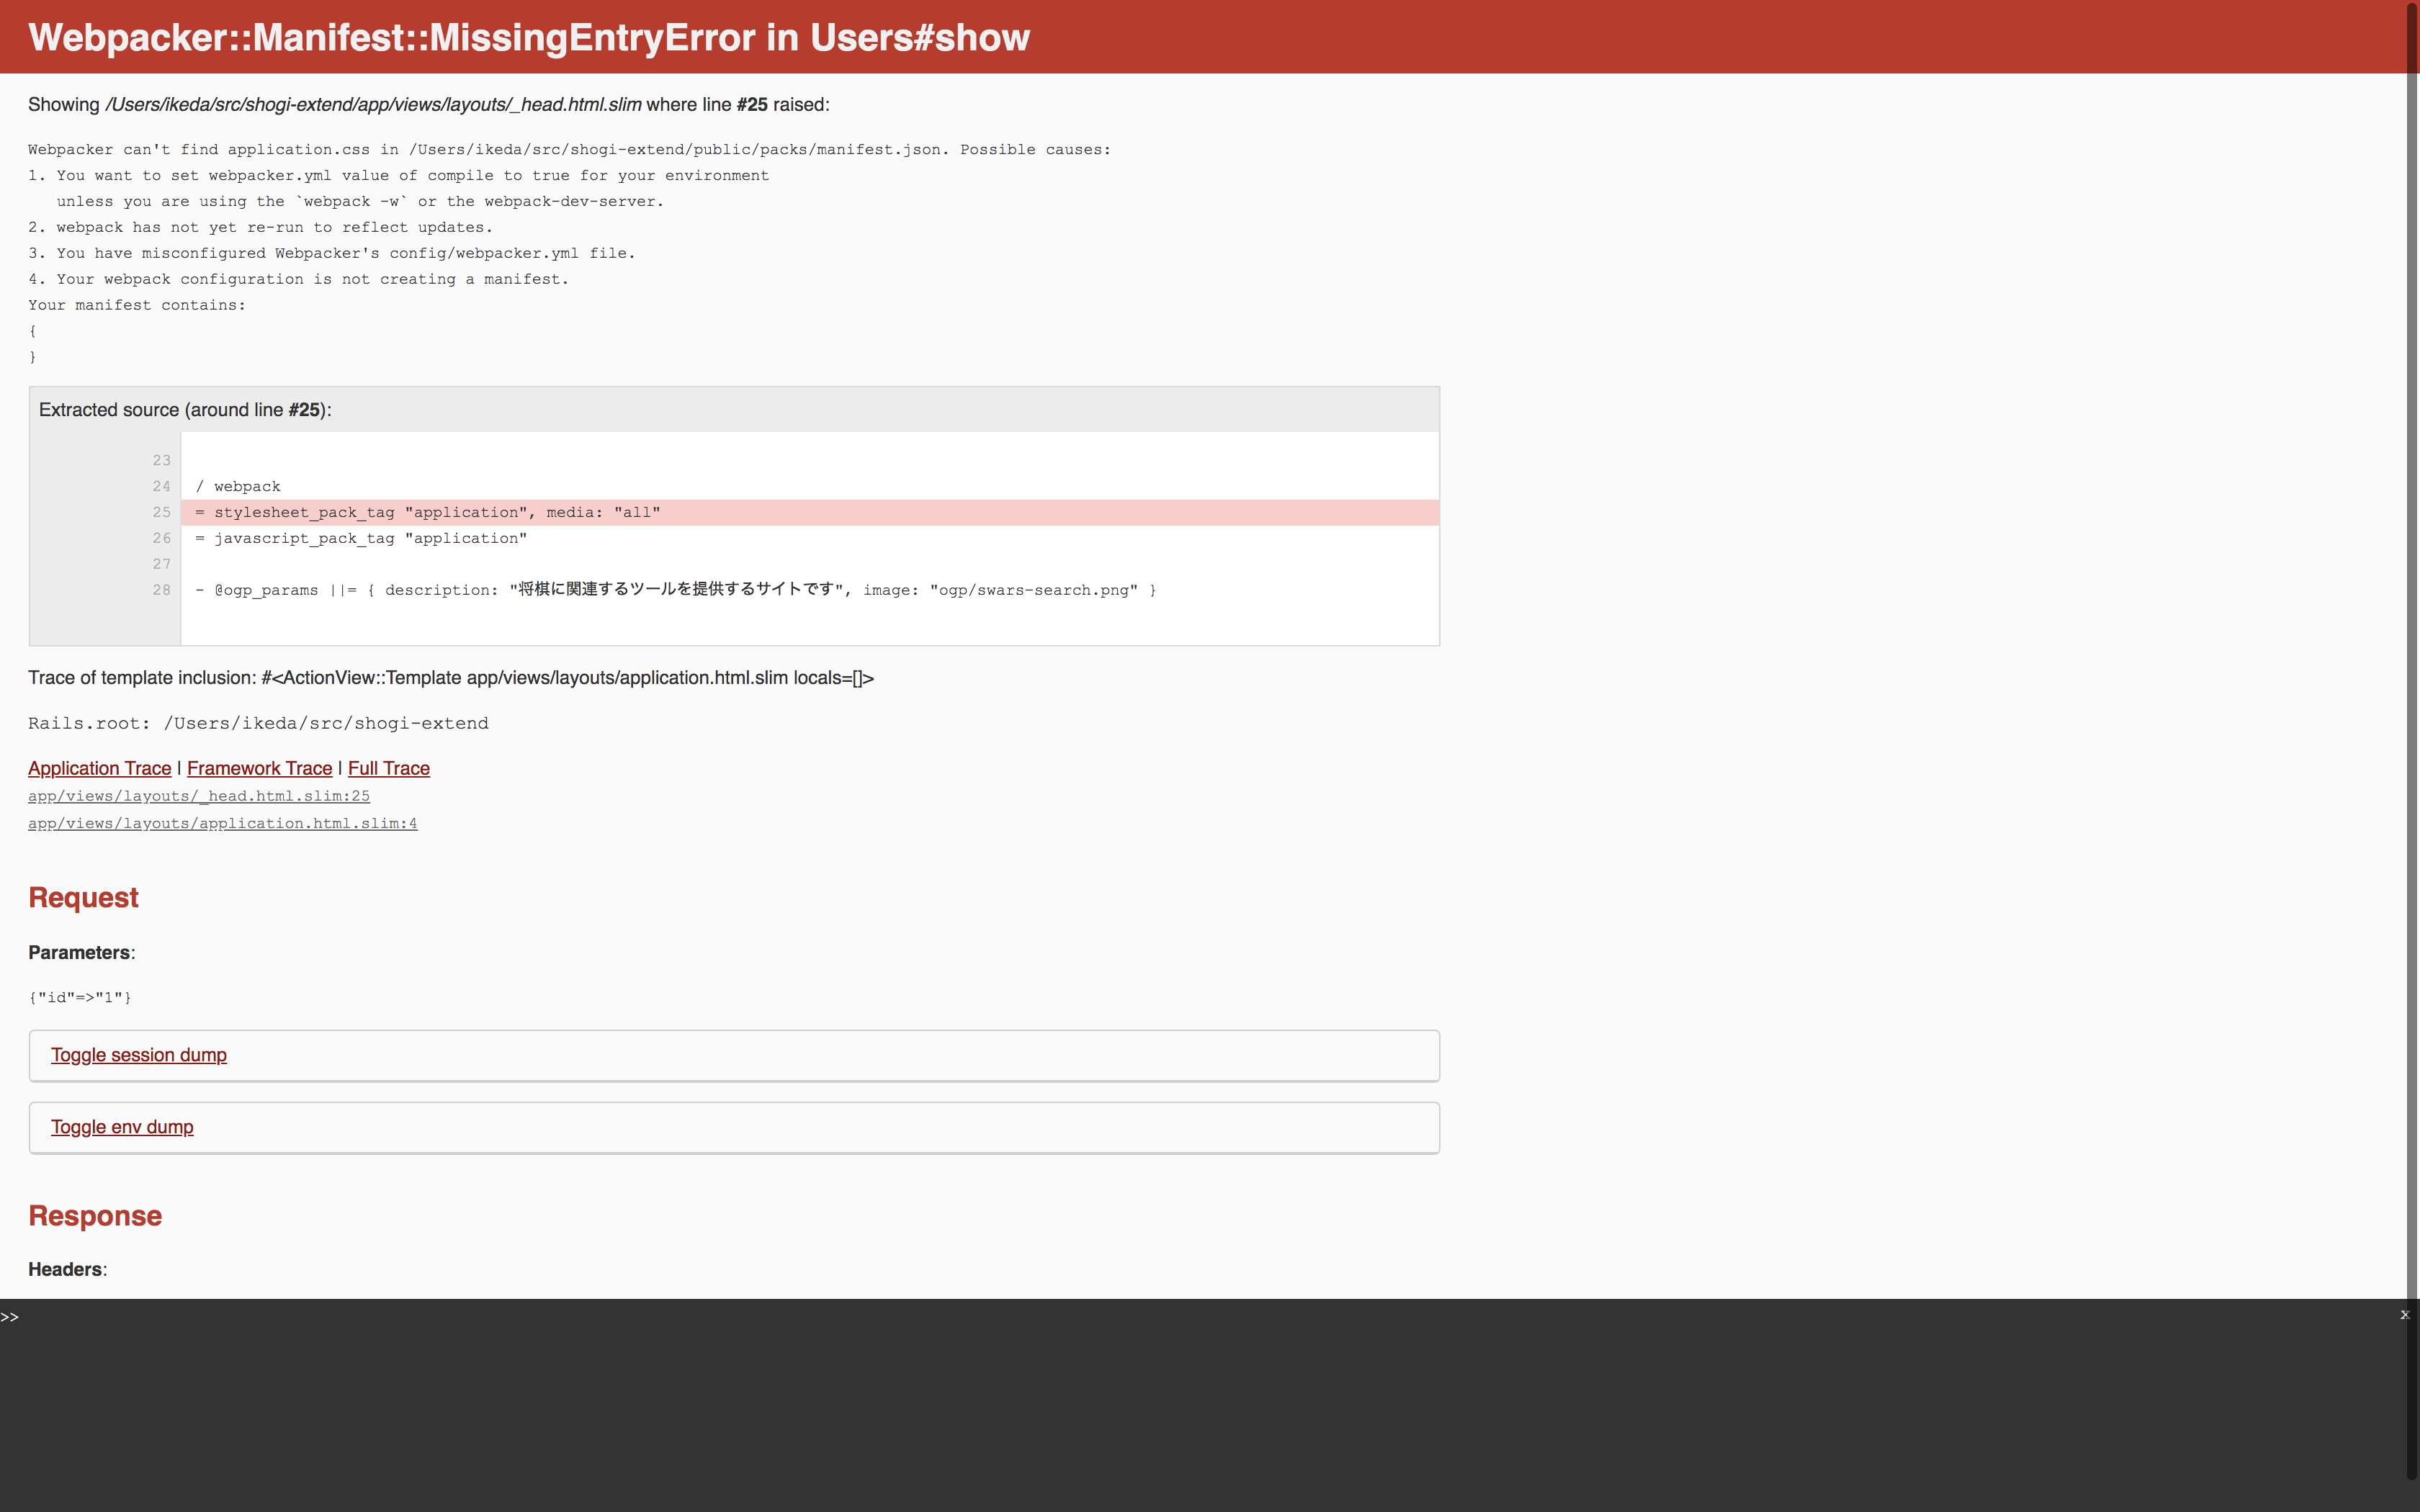 Webpacker::Manifest::MissingEntryError in Users#show
Showing /Users/ikeda/src/shogi-extend/app/views/layouts/_head.html.slim where line #25 raised:
Webpacker can't find application.css in /Users/ikeda/src/shogi-extend/public/packs/manifest.json. Possible causes:
1. You want to set webpacker.yml value of compile to true for your environment
   unless you are using the `webpack -w` or the webpack-dev-server.
2. webpack has not yet re-run to reflect updates.
3. You have misconfigured Webpacker's config/webpacker.yml file.
4. Your webpack configuration is not creating a manifest.
Your manifest contains:
{
}
Extracted source (around line #25):
23
24 / webpack
25 = stylesheet_pack_tag "application", media: "all"
26 = javascript_pack_tag "application"
27
28 - @ogp_params ||= { description: "将棋に関連するツールを提供するサイトです", image: "ogp/swars-search.png" }
Trace of template inclusion: #<ActionView::Template app/views/layouts/application.html.slim locals=[]>
Rails.root: /Users/ikeda/src/shogi-extend
Application Trace | Framework Trace | Full Trace
app/views/layouts/_head.html.slim:25
app/views/layouts/application.html.slim:4
Request
Parameters:
{"id"=>"1"}
Toggle session dump
Toggle env dump
Response
Headers:
>> x